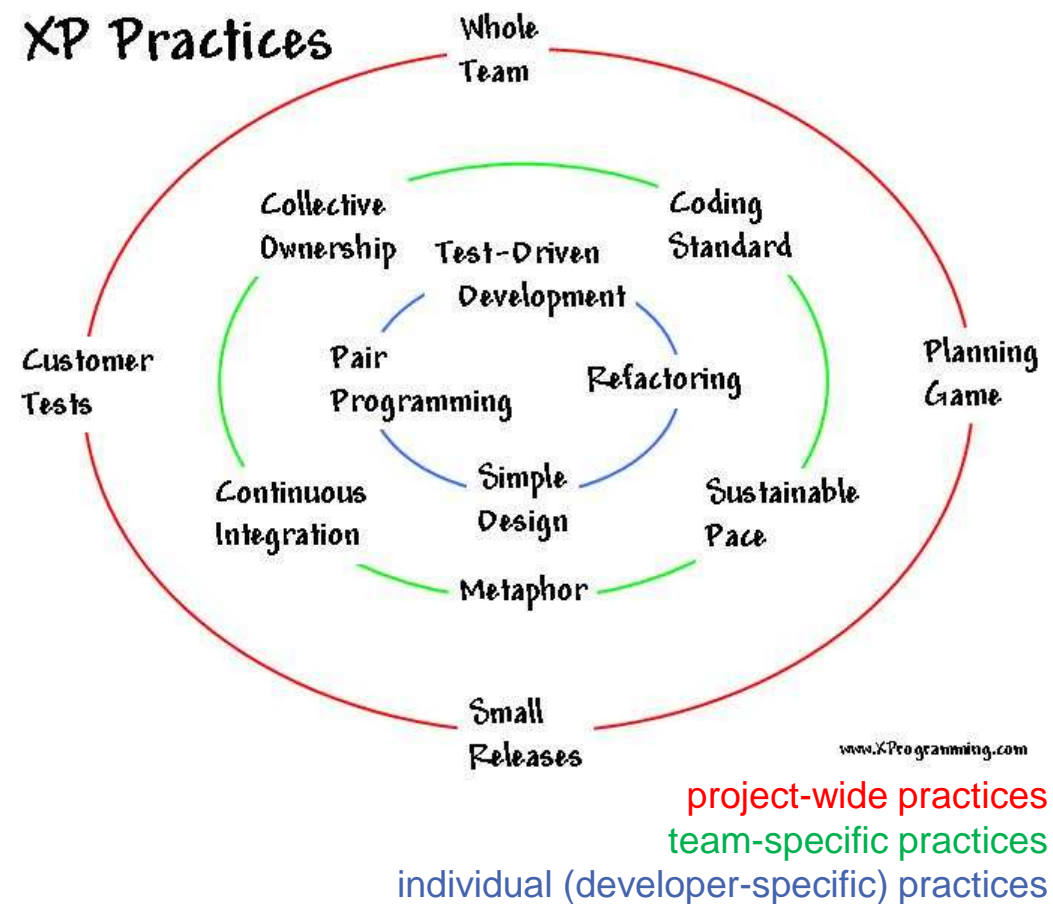 XP Practices
Whole
Team
Collective
Ownership
Coding
Standard
Test-Driven
Development
Customer
Tests
Pair
Programming
Refactoring
Planning
Game
Continuous
Integration
Simple
Design
Sustainable
Pace
Metaphor
Small
Releases
www.XProgramming.com
project-wide practices
team-specific practices
individual (developer-specific) practices